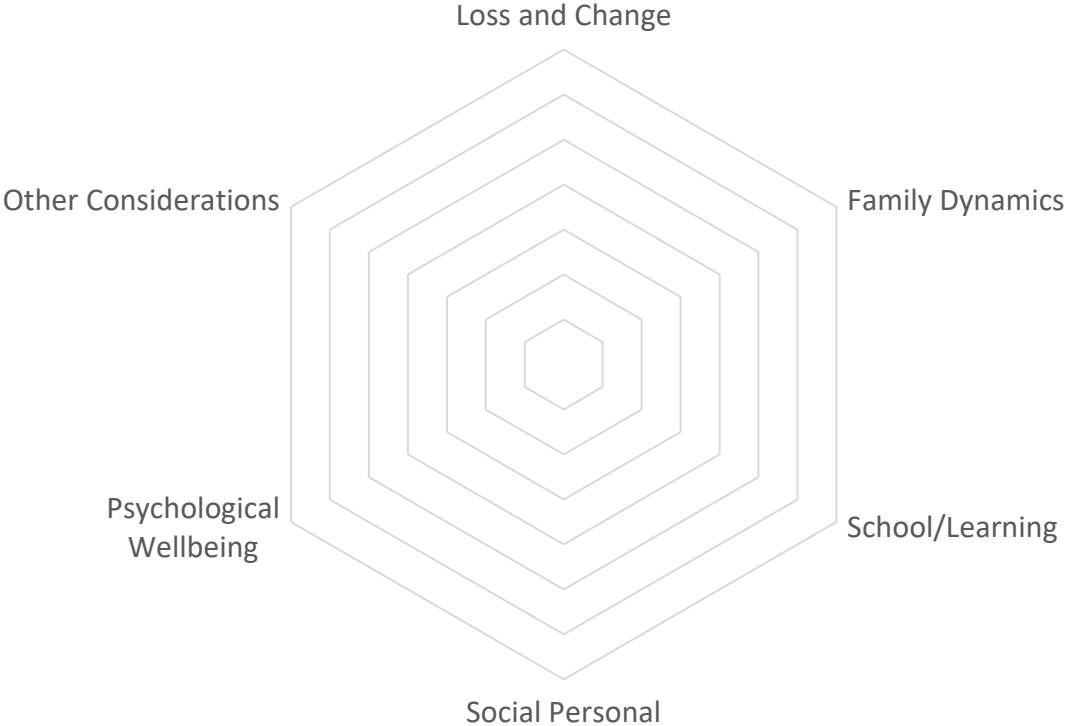 Loss and Change
Other Considerations
Family Dynamics
Psychological
Wellbeing
School/Learning
Social Personal